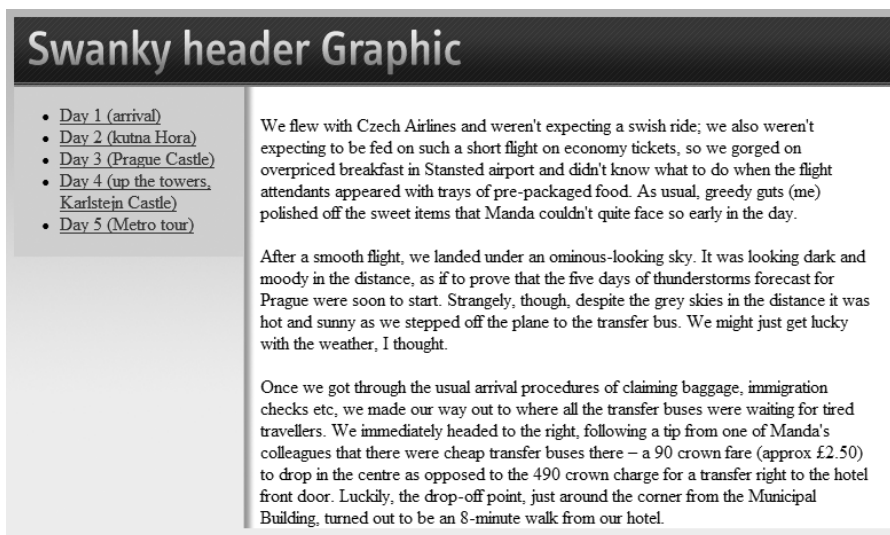 Swanky header Graphic
Day 1 (arrival)
Day 2 (kutna Hora)
Day 3 (Prague Castle)
Day 4 (up the towers,
Karlstejn Castle)
Day 5 (Metro tour)
We flew with Czech Airlines and weren't expecting a swish ride; we also weren't
expecting to be fed on such a short flight on economy tickets, so we gorged on
overpriced breakfast in Stansted airport and didn't know what to do when the flight
attendants appeared with trays of pre-packaged food. As usual, greedy guts (me)
polished off the sweet items that Manda couldn't quite face so early in the day.
After a smooth flight, we landed under an ominous-looking sky. It was looking dark and
moody in the distance, as if to prove that the five days of thunderstorms forecast for
Prague were soon to start. Strangely, though, despite the grey skies in the distance it was
hot and sunny as we stepped off the plane to the transfer bus. We might just get lucky
with the weather, I thought.
Once we got through the usual arrival procedures of claiming baggage, immigration
checks etc, we made our way out to where all the transfer buses were waiting for tired
travellers. We immediately headed to the right, following a tip from one of Manda's
colleagues that there were cheap transfer buses there – a 90 crown fare (approx £2.50)
to drop in the centre as opposed to the 490 crown charge for a transfer right to the hotel
front door. Luckily, the drop-off point, just around the corner from the Municipal
Building, turned out to be an 8-minute walk from our hotel.